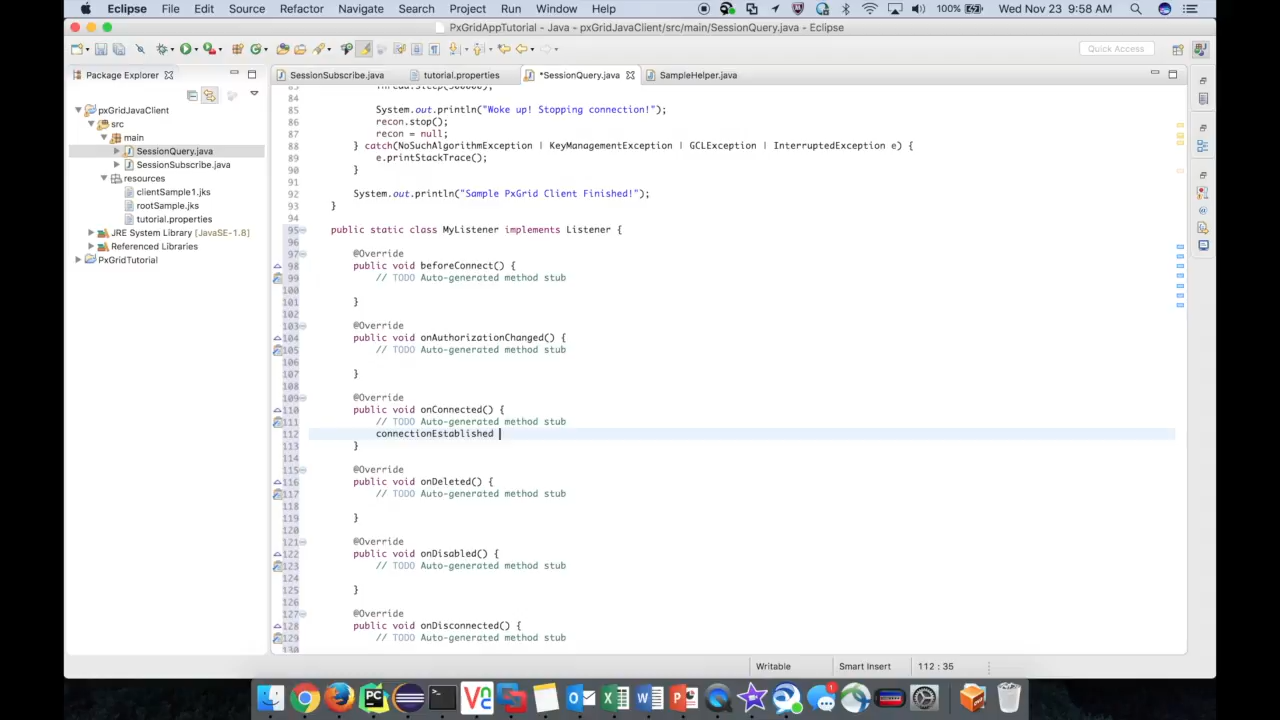 Eclipse File Edit Source Refactor Navigate Search Project Run Window Help 100% Wed Nov 23 9:58 AM
PxGridAppTutorial - Java - pxGridJavaClient/src/main/SessionQuery.java - Eclipse
Quick Access
Package Explorer
pxGridJavaClient
src
main
SessionQuery.java
SessionSubscribe.java
resources
clientSample1.jks
rootSample.jks
tutorial.properties
JRE System Library [JavaSE-1.8]
Referenced Libraries
PxGridTutorial
SessionSubscribe.java tutorial.properties *SessionQuery.java SampleHelper.java
84
85 System.out.println("Woke up! Stopping connection!");
86 recon.stop();
87 recon = null;
88 } catch(NoSuchAlgorithmException | KeyManagementException | GCLException | InterruptedException e) {
89 e.printStackTrace();
90 }
91
92 System.out.println("Sample PxGrid Client Finished!");
93 }
94
95 public static class MyListener implements Listener {
96
97 @Override
98 public void beforeConnect() {
99 // TODO Auto-generated method stub
100
101 }
102
103 @Override
104 public void onAuthorizationChanged() {
105 // TODO Auto-generated method stub
106
107 }
108
109 @Override
110 public void onConnected() {
111 // TODO Auto-generated method stub
112 connectionEstablished
113 }
114
115 @Override
116 public void onDeleted() {
117 // TODO Auto-generated method stub
118
119 }
120
121 @Override
122 public void onDisabled() {
123 // TODO Auto-generated method stub
124
125 }
126
127 @Override
128 public void onDisconnected() {
129 // TODO Auto-generated method stub
Writable Smart Insert 112 : 35